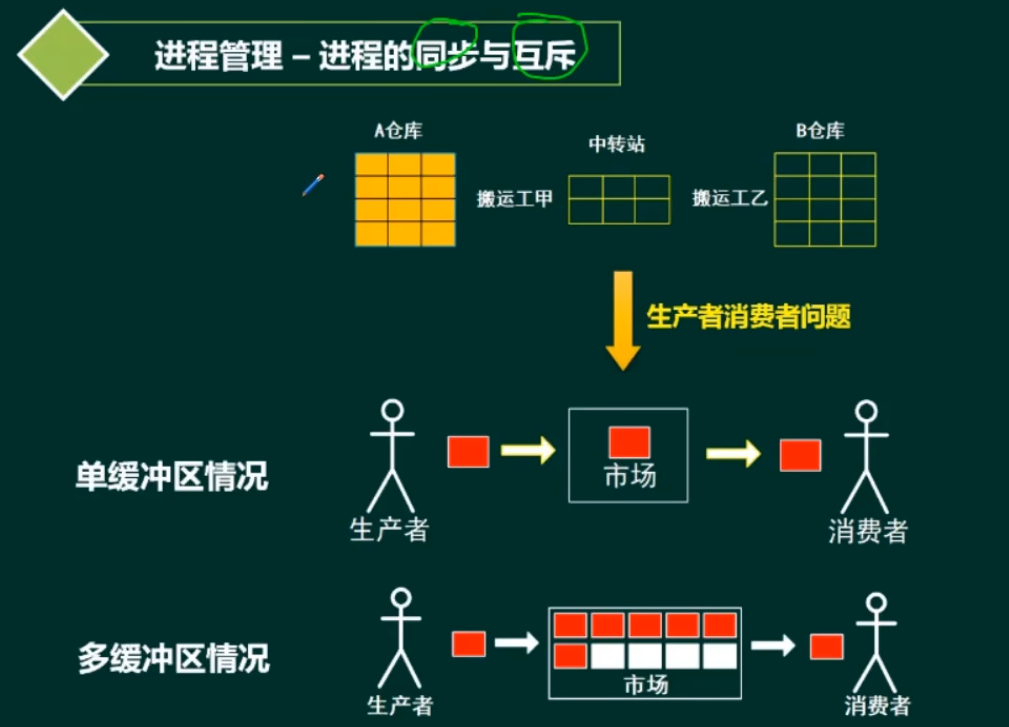 进程管理 – 进程的同步与互斥
A仓库
中转站
B仓库
搬运工甲
搬运工乙
生产者消费者问题
单缓冲区情况
市场
生产者
消费者
多缓冲区情况
市场
生产者
消费者